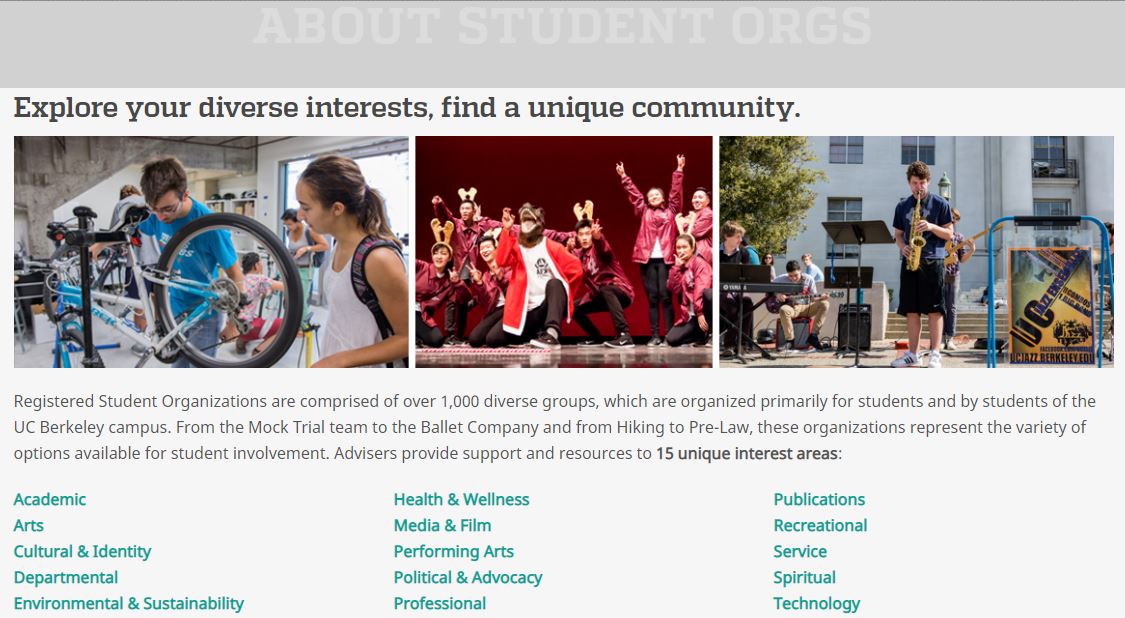 ABOUT STUDENT ORGS
Explore your diverse interests, find a unique community.
YAMAHA
UC
JAZZ
UCJAZZ.BERKELEY.EDU
Registered Student Organizations are comprised of over 1,000 diverse groups, which are organized primarily for students and by students of the
UC Berkeley campus. From the Mock Trial team to the Ballet Company and from Hiking to Pre-Law, these organizations represent the variety of
options available for student involvement. Advisers provide support and resources to 15 unique interest areas:
Academic
Arts
Cultural & Identity
Departmental
Environmental & Sustainability
Health & Wellness
Media & Film
Performing Arts
Political & Advocacy
Professional
Publications
Recreational
Service
Spiritual
Technology